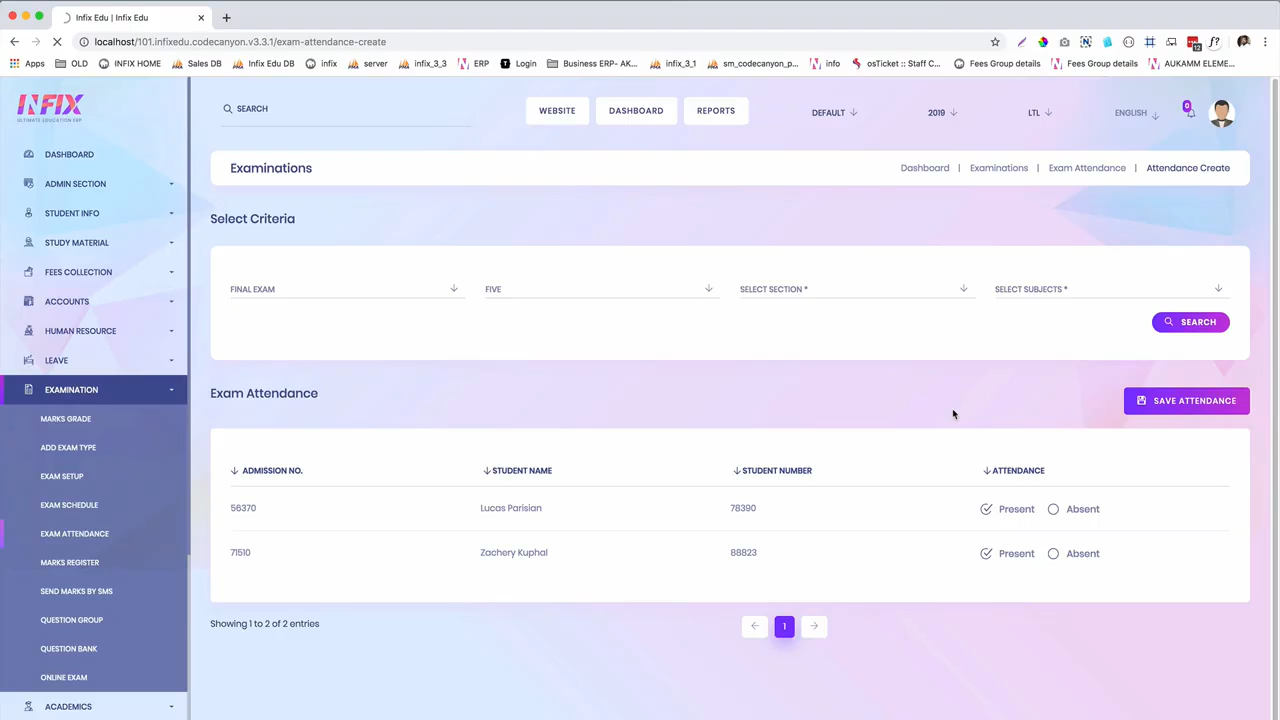 Infix Edu | Infix Edu
localhost/101.infixedu.codecanyon.v3.3.1/exam-attendance-create
Apps OLD INFIX HOME Sales DB Infix Edu DB infix server infix_3_3 ERP Login Business ERP- AK... infix_3_1 sm_codecanyon_p... info osTicket :: Staff C... Fees Group details Fees Group details AUKAMM ELEME...
12
INFIX
ULTIMATE EDUCATION ERP
SEARCH
WEBSITE DASHBOARD REPORTS DEFAULT 2019 LTL ENGLISH 0
DASHBOARD
ADMIN SECTION
STUDENT INFO
STUDY MATERIAL
FEES COLLECTION
ACCOUNTS
HUMAN RESOURCE
LEAVE
EXAMINATION
MARKS GRADE
ADD EXAM TYPE
EXAM SETUP
EXAM SCHEDULE
EXAM ATTENDANCE
MARKS REGISTER
SEND MARKS BY SMS
QUESTION GROUP
QUESTION BANK
ONLINE EXAM
ACADEMICS
Examinations
Dashboard | Examinations | Exam Attendance | Attendance Create
Select Criteria
FINAL EXAM FIVE SELECT SECTION * SELECT SUBJECTS *
SEARCH
Exam Attendance
SAVE ATTENDANCE
ADMISSION NO. STUDENT NAME STUDENT NUMBER ATTENDANCE
56370 Lucas Parisian 78390 Present Absent
71510 Zachery Kuphal 88823 Present Absent
Showing 1 to 2 of 2 entries
1